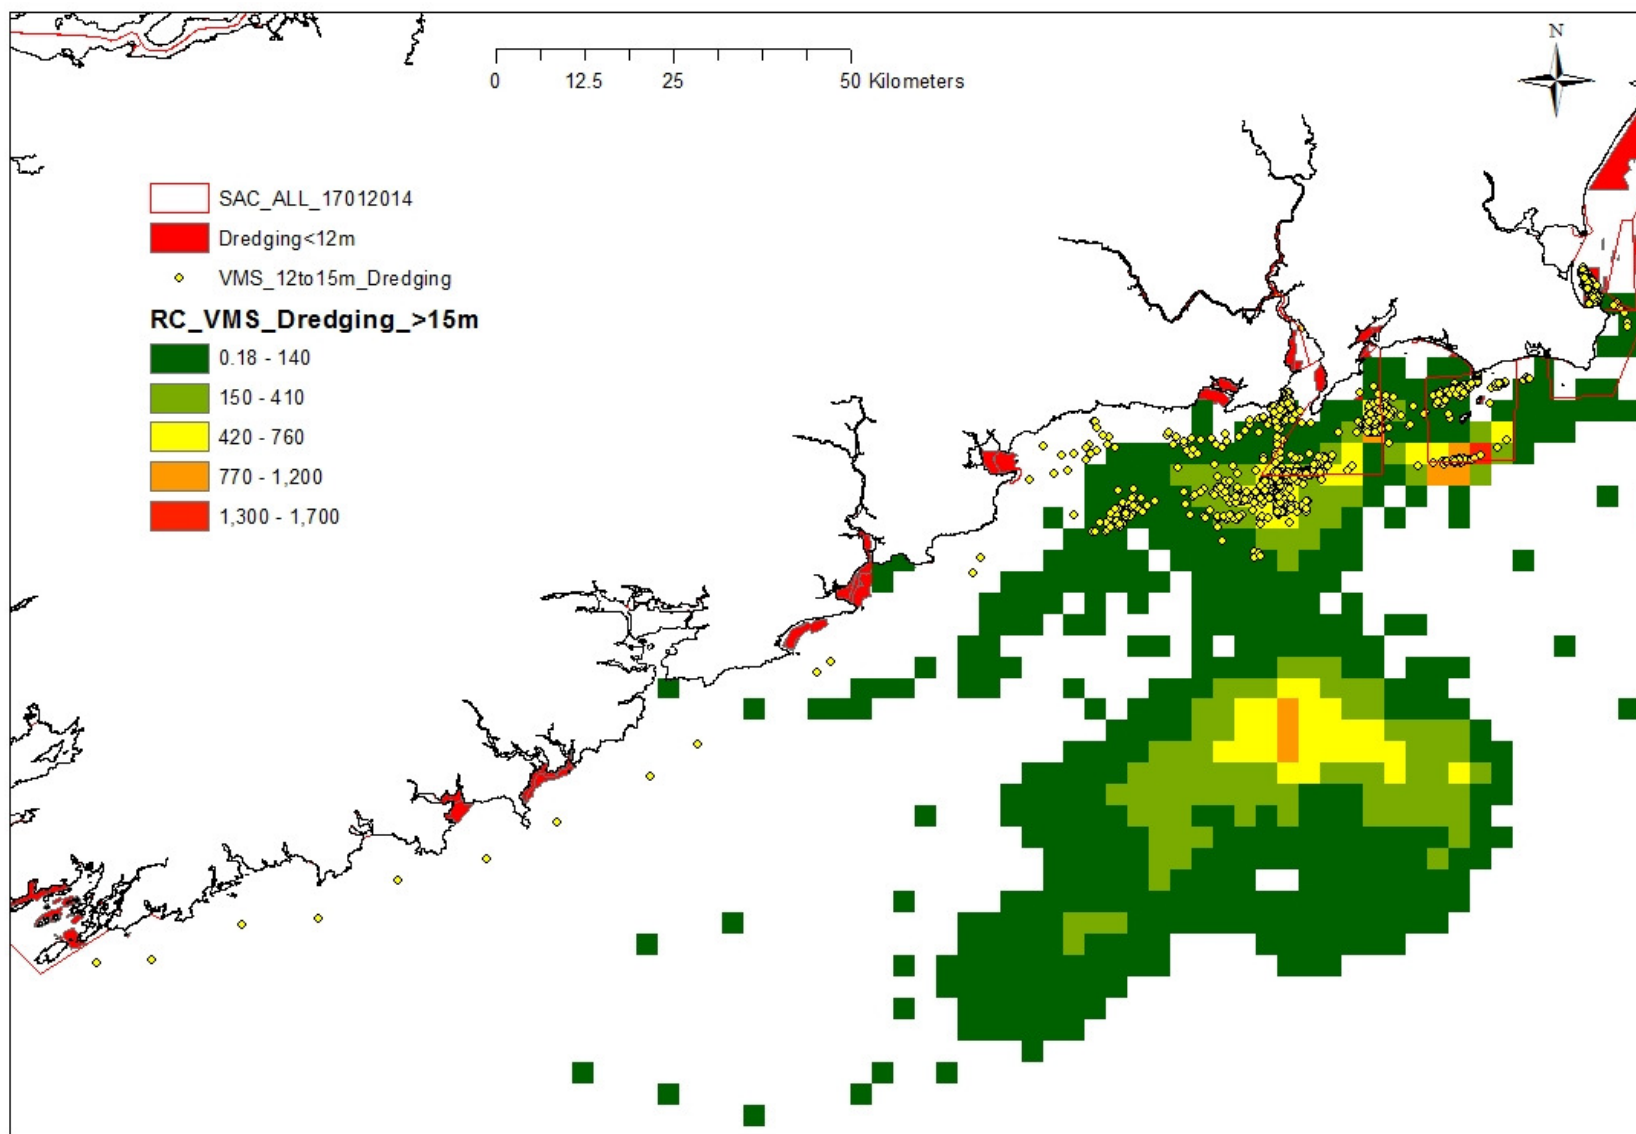 N
0 12.5 25 50 Kilometers
SAC_ALL_17012014
Dredging<12m
VMS_12to15m_Dredging
RC_VMS_Dredging_>15m
0.18 - 140
150 - 410
420 - 760
770 - 1,200
1,300 - 1,700